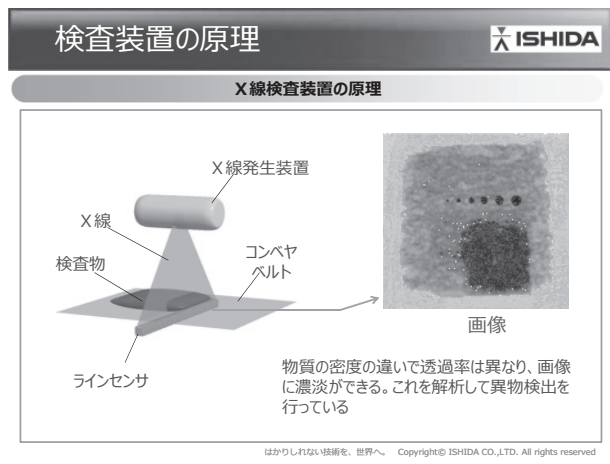 検査装置の原理
ISHIDA
X線検査装置の原理
X線発生装置
X線
コンベヤ
ベルト
検査物
画像
ラインセンサ
物質の密度の違いで透過率は異なり、画像
に濃淡ができる。これを解析して異物検出を
行っている
はかりしれない技術を、世界へ。 Copyright© ISHIDA CO.,LTD. All rights reserved